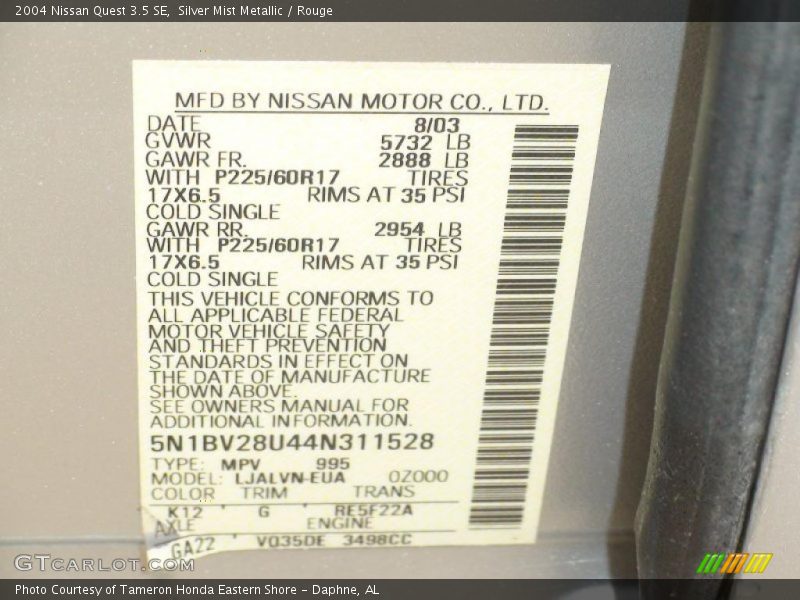 2004 Nissan Quest 3.5 SE,  Silver Mist Metallic / Rouge
MFD BY NISSAN MOTOR CO., LTD.
DATE 8/03
GVWR 5732 LB
GAWR FR. 2888 LB
WITH P225/60R17 TIRES
17X6.5 RIMS AT 35 PSI
COLD SINGLE
GAWR RR. 2954 LB
WITH P225/60R17 TIRES
17X6.5 RIMS AT 35 PSI
COLD SINGLE
THIS VEHICLE CONFORMS TO
ALL APPLICABLE FEDERAL
MOTOR VEHICLE SAFETY
AND THEFT PREVENTION
STANDARDS IN EFFECT ON
THE DATE OF MANUFACTURE
SHOWN ABOVE.
SEE OWNERS MANUAL FOR
ADDITIONAL INFORMATION.
5N1BV28U44N311528
TYPE: MPV 995
MODEL: LJALVN-EUA 0Z000
COLOR TRIM TRANS
K12 G RE5F22A
AXLE ENGINE
GA22 VQ35DE 3498CC
GTCARLOT.COM
Photo Courtesy of Tameron Honda Eastern Shore – Daphne, AL